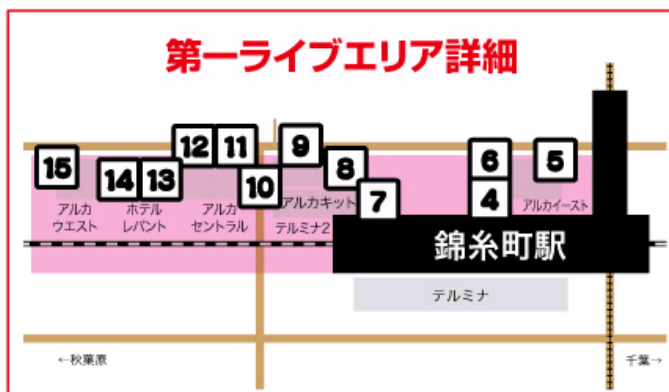 第一ライブエリア詳細
12
11
9
6
5
15
14
13
8
10
7
4
アルカ
ウエスト
ホテル
レバント
アルカ
セントラル
アルカキット
テルミナ2
アルカイースト
錦糸町駅
テルミナ
←秋葉原
千葉→